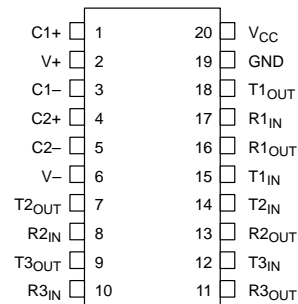 C1+ 1 20 VCC
V+ 2 19 GND
C1− 3 18 T1OUT
C2+ 4 17 R1IN
C2− 5 16 R1OUT
V− 6 15 T1IN
T2OUT 7 14 T2IN
R2IN 8 13 R2OUT
T3OUT 9 12 T3IN
R3IN 10 11 R3OUT